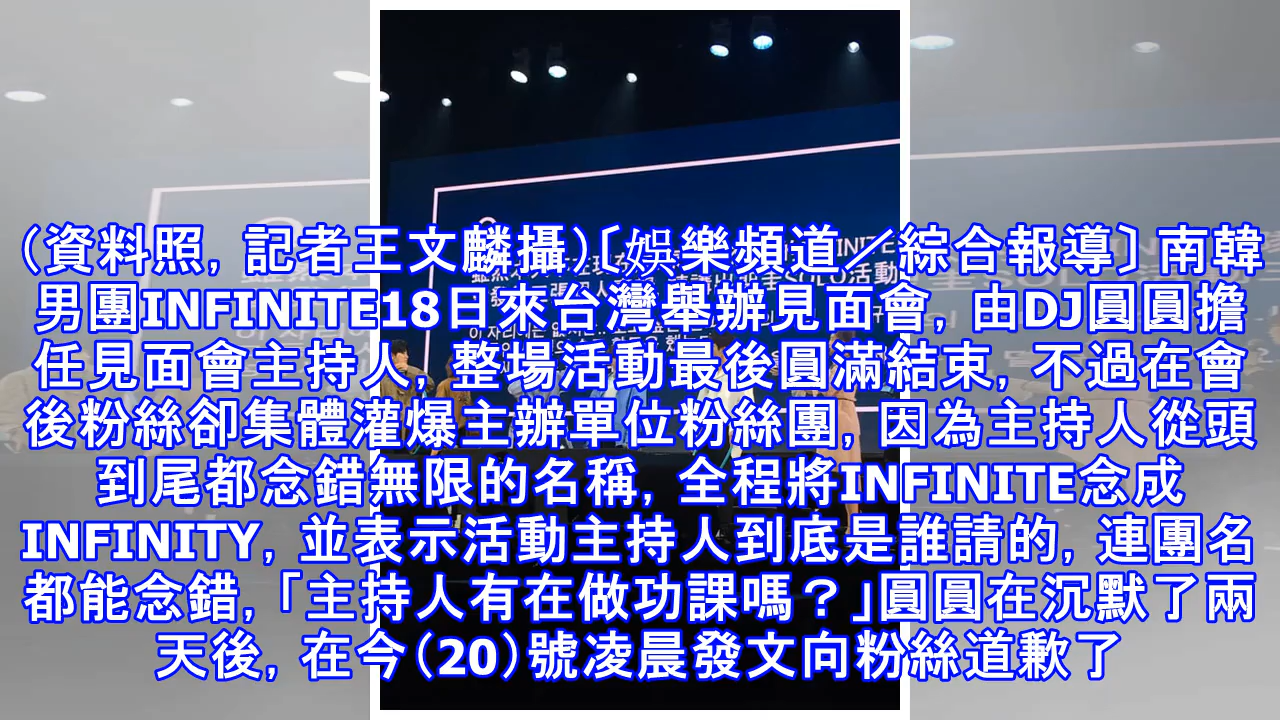 (資料照, 記者王文麟攝)〔娛樂頻道／綜合報導〕南韓
男團INFINITE18日來台灣舉辦見面會, 由DJ圓圓擔
任見面會主持人, 整場活動最後圓滿結束, 不過在會
後粉絲卻集體灌爆主辦單位粉絲團, 因為主持人從頭
到尾都念錯無限的名稱, 全程將INFINITE念成
INFINITY, 並表示活動主持人到底是誰請的, 連團名
都能念錯,「主持人有在做功課嗎？」圓圓在沉默了兩
天後, 在今(20)號凌晨發文向粉絲道歉了